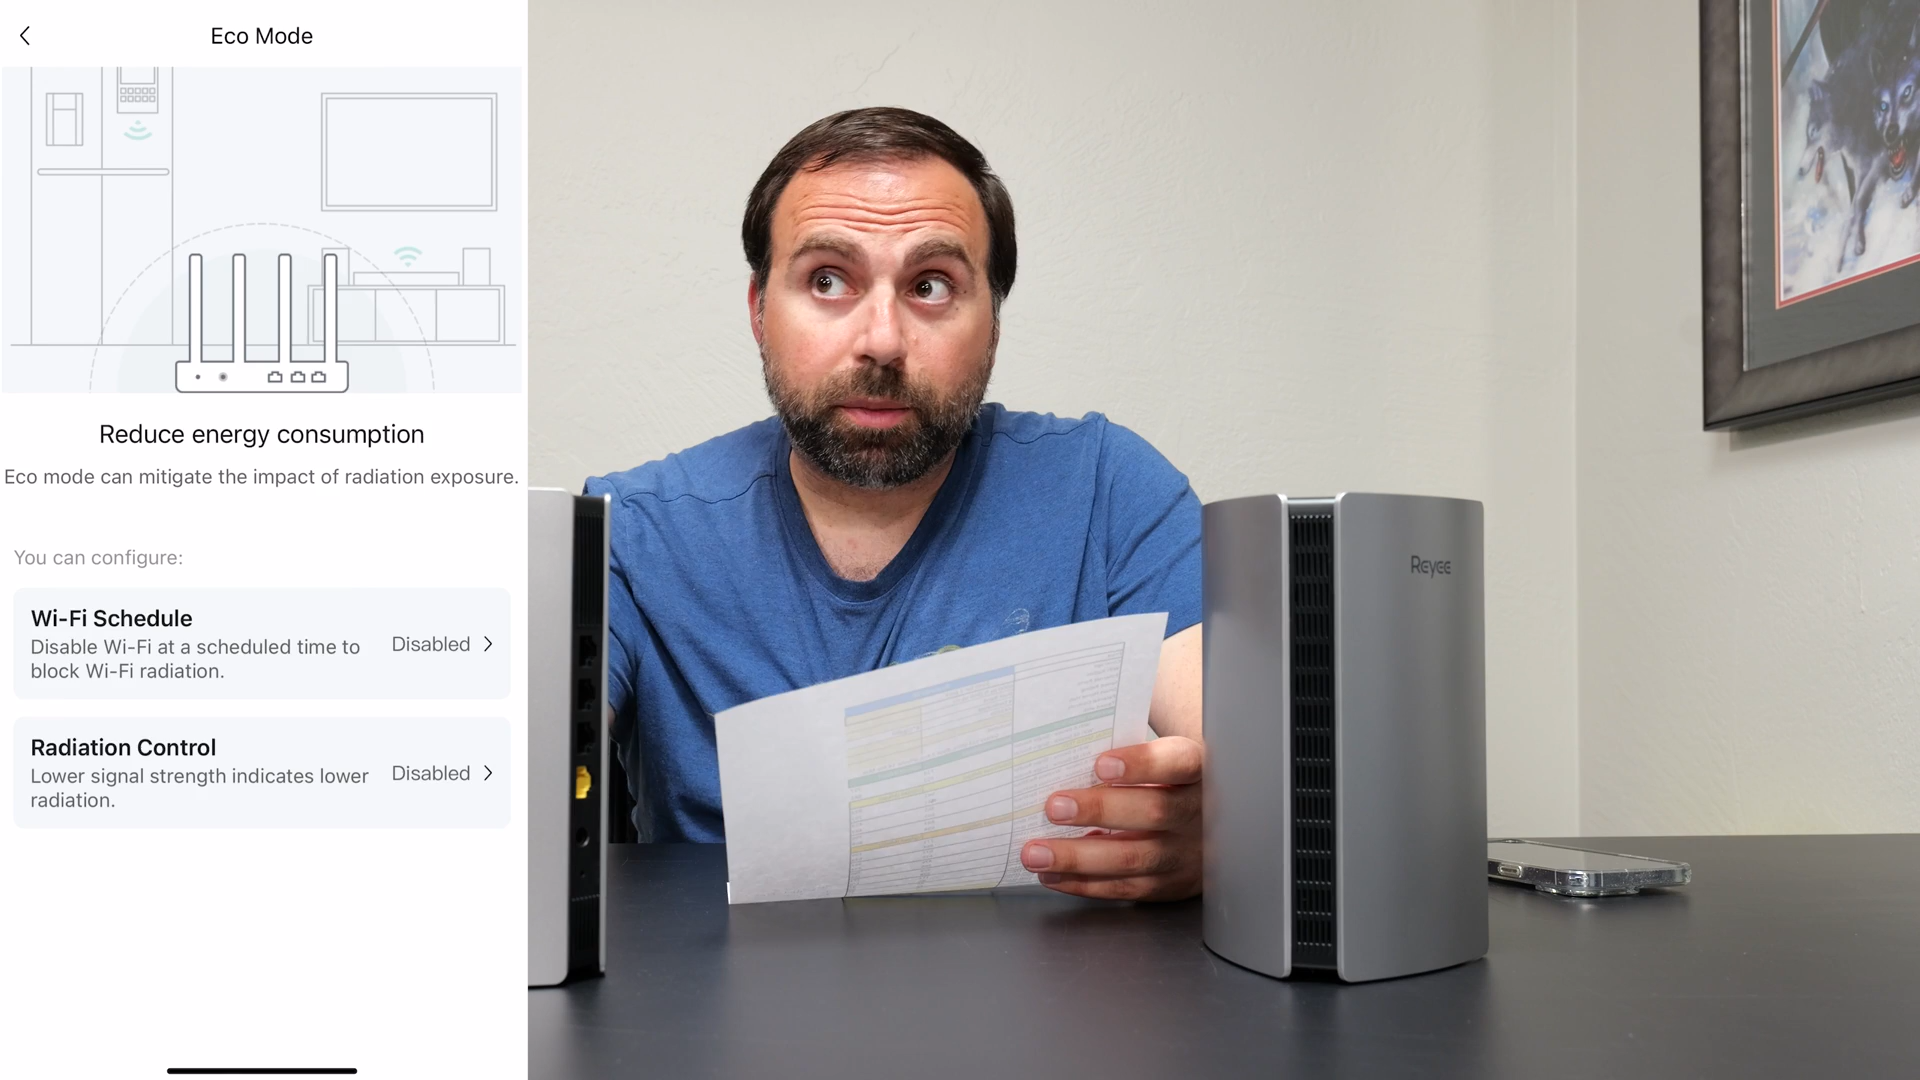 Eco Mode
Reduce energy consumption
Eco mode can mitigate the impact of radiation exposure.
You can configure:
Wi-Fi Schedule
Disable Wi-Fi at a scheduled time to
block Wi-Fi radiation.
Disabled
Radiation Control
Lower signal strength indicates lower
radiation.
Disabled
Reyee